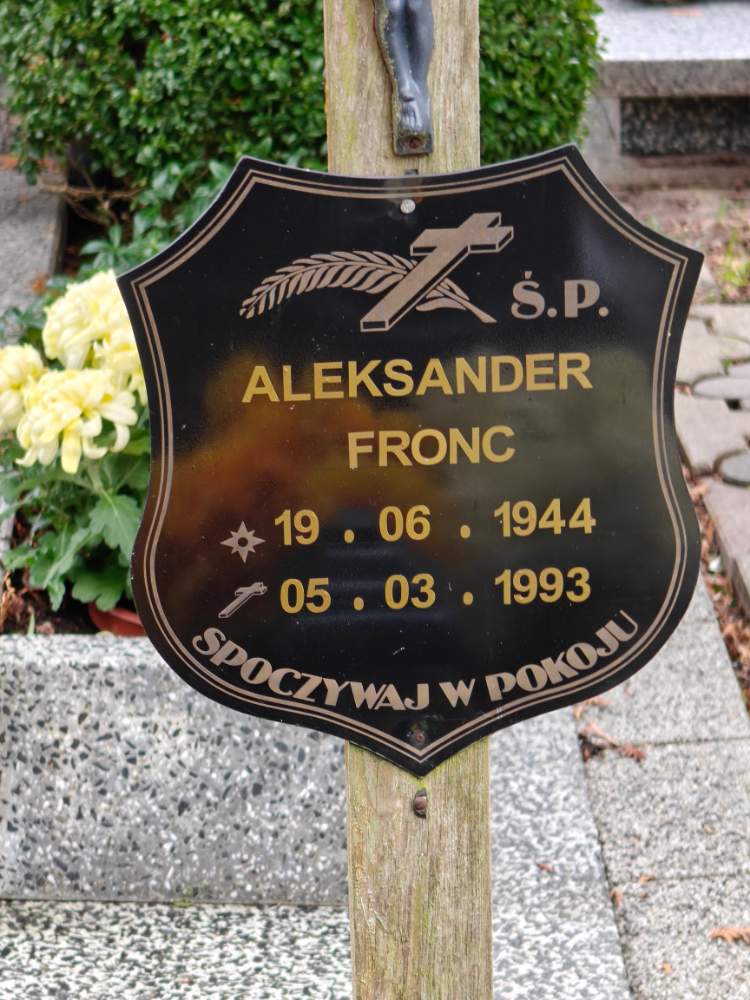 Ś.P.
ALEKSANDER
FRONC
19 . 06 . 1944
05 . 03 . 1993
SPOCZYWAJ W POKOJU